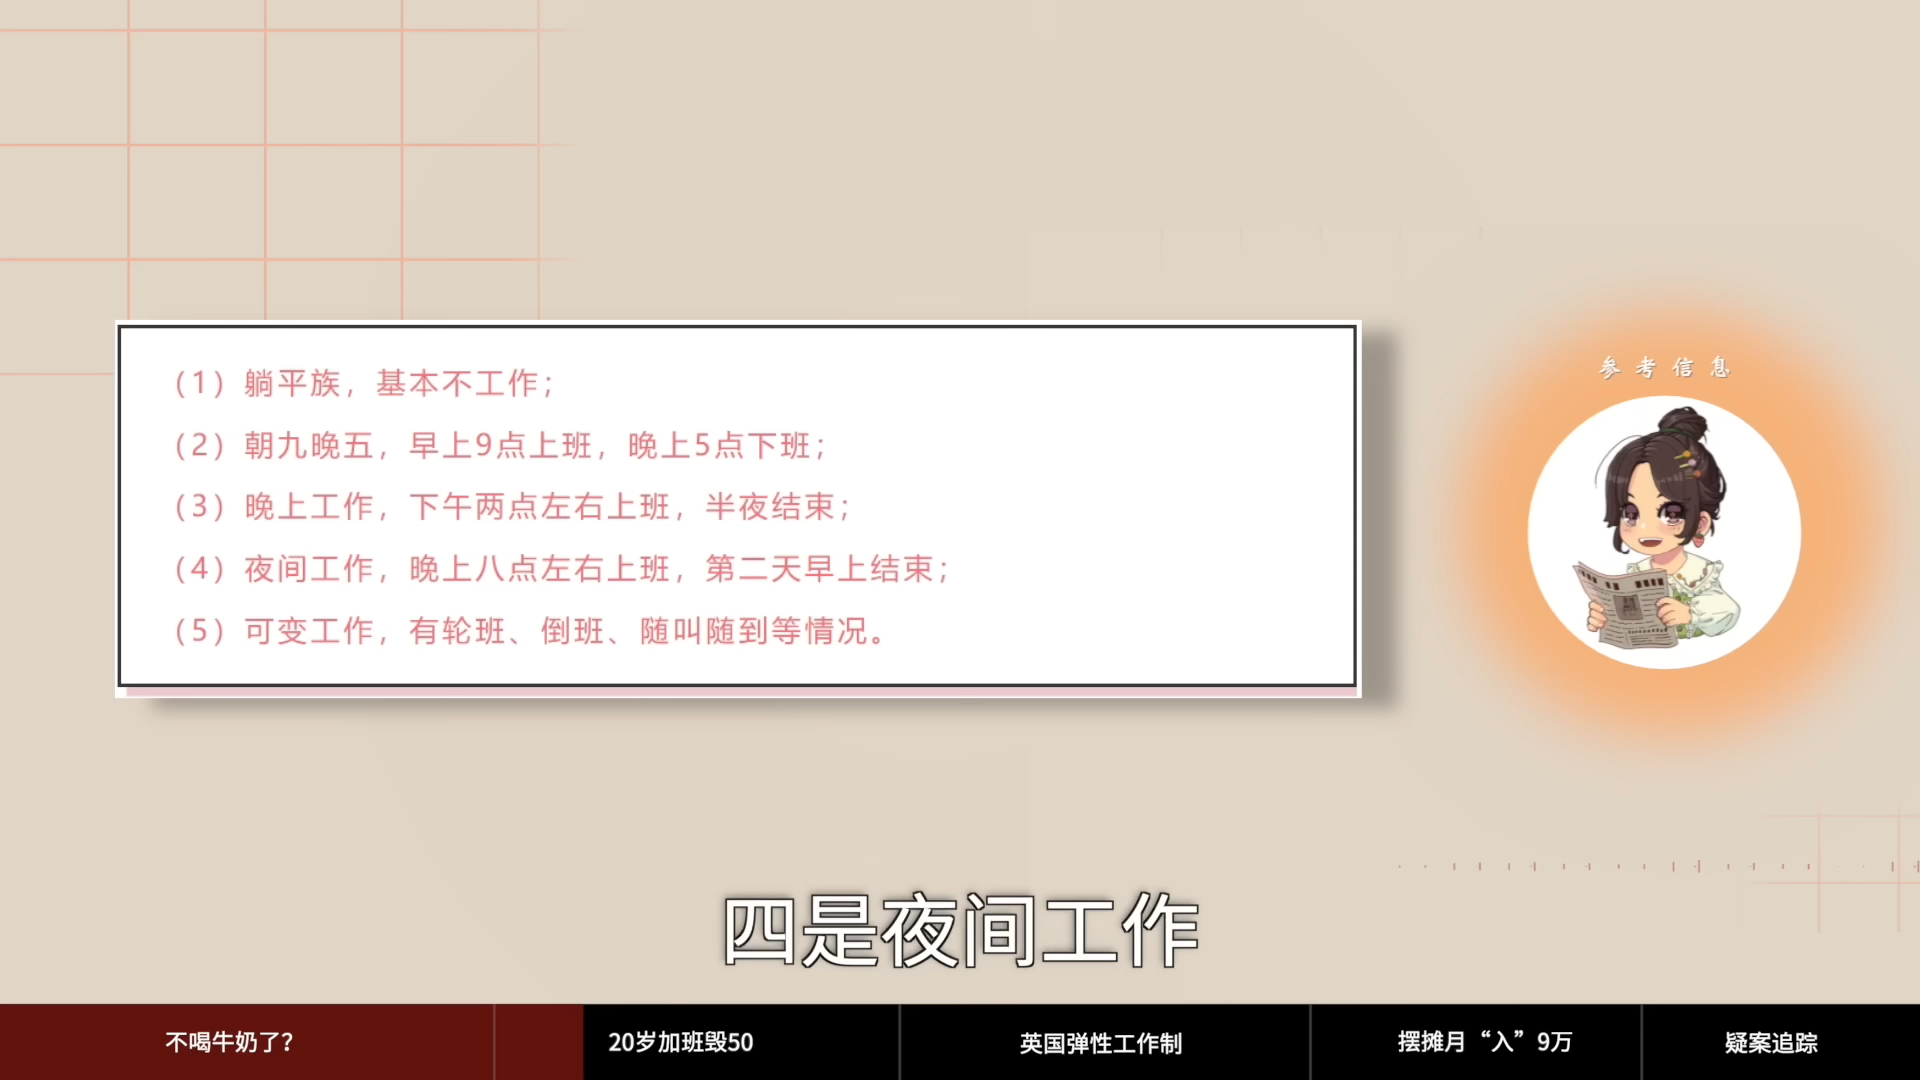 参考信息
（1）躺平族，基本不工作；
（2）朝九晚五，早上9点上班，晚上5点下班；
（3）晚上工作，下午两点左右上班，半夜结束；
（4）夜间工作，晚上八点左右上班，第二天早上结束；
（5）可变工作，有轮班、倒班、随叫随到等情况。
四是夜间工作
不喝牛奶了？
20岁加班毁50
英国弹性工作制
摆摊月“入”9万
疑案追踪